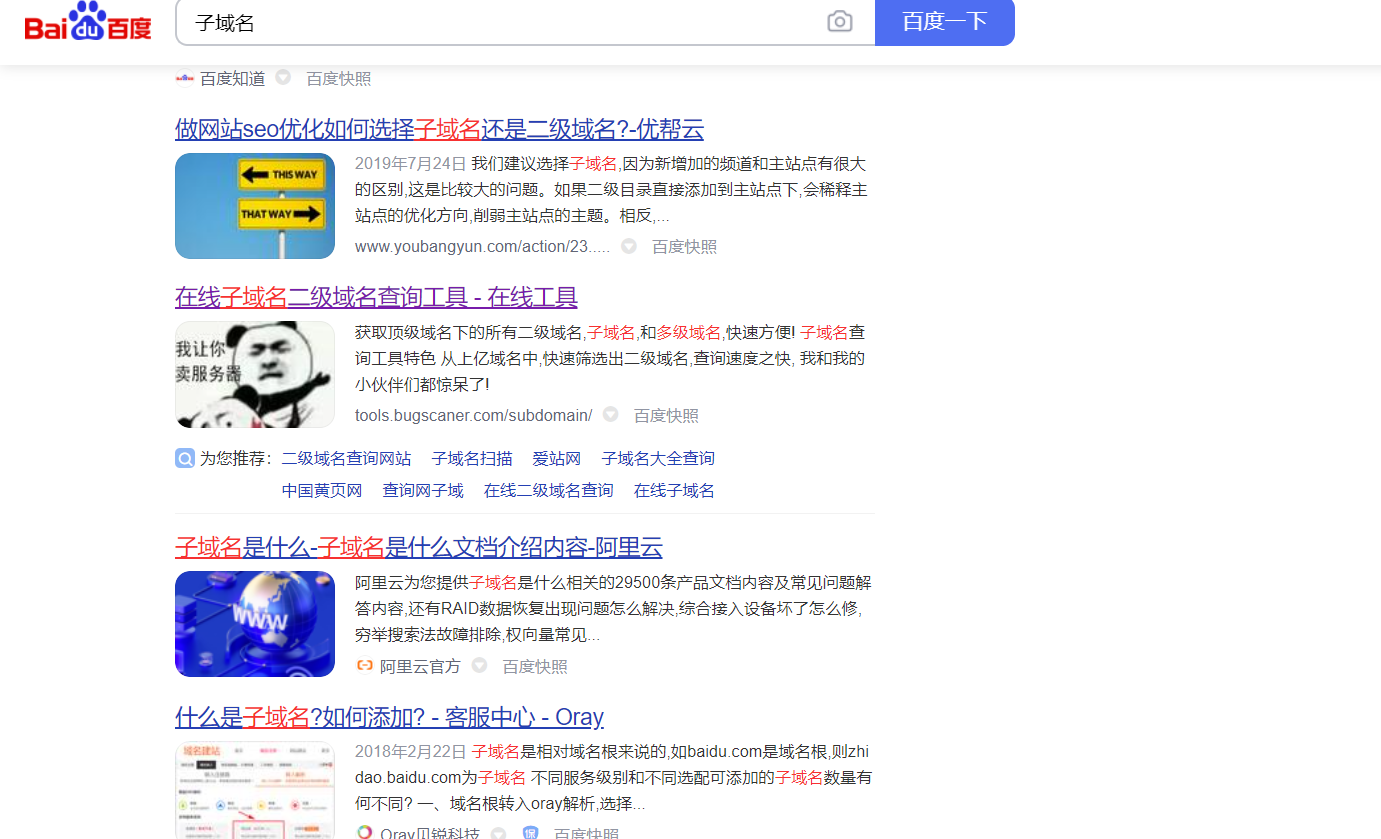 Bai du 百度
子域名
百度一下
百度知道 百度快照
做网站seo优化如何选择子域名还是二级域名?-优帮云
THIS WAY
THAT WAY
2019年7月24日 我们建议选择子域名,因为新增加的频道和主站点有很大
的区别,这是比较大的问题。如果二级目录直接添加到主站点下,会稀释主
站点的优化方向,削弱主站点的主题。相反,...
www.youbangyun.com/action/23..... 百度快照
在线子域名二级域名查询工具 - 在线工具
我让你
卖服务器
获取顶级域名下的所有二级域名,子域名,和多级域名,快速方便! 子域名查
询工具特色 从上亿域名中,快速筛选出二级域名,查询速度之快, 我和我的
小伙伴们都惊呆了!
tools.bugscaner.com/subdomain/ 百度快照
为您推荐: 二级域名查询网站 子域名扫描 爱站网 子域名大全查询
中国黄页网 查询网子域 在线二级域名查询 在线子域名
子域名是什么-子域名是什么文档介绍内容-阿里云
www
阿里云为您提供子域名是什么相关的29500条产品文档内容及常见问题解
答内容,还有RAID数据恢复出现问题怎么解决,综合接入设备坏了怎么修,
穷举搜索法故障排除,权向量常见...
阿里云官方 百度快照
什么是子域名?如何添加? - 客服中心 - Oray
域名建站
2018年2月22日 子域名是相对域名根来说的,如baidu.com是域名根,则zhi
dao.baidu.com为子域名 不同服务级别和不同选配可添加的子域名数量有
何不同? 一、域名根转入oray解析,选择...
Oray贝锐科技 保 百度快照